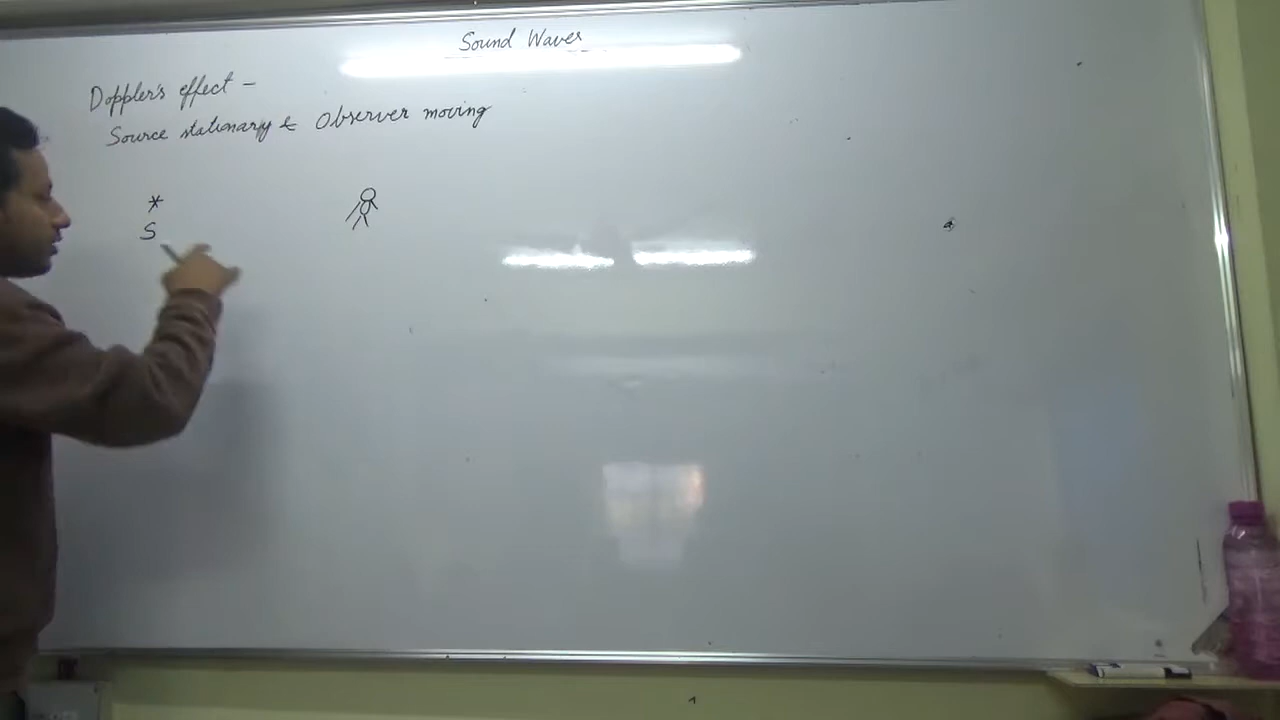 Sound Waves
Doppler's effect -
Source stationary & Observer moving
S